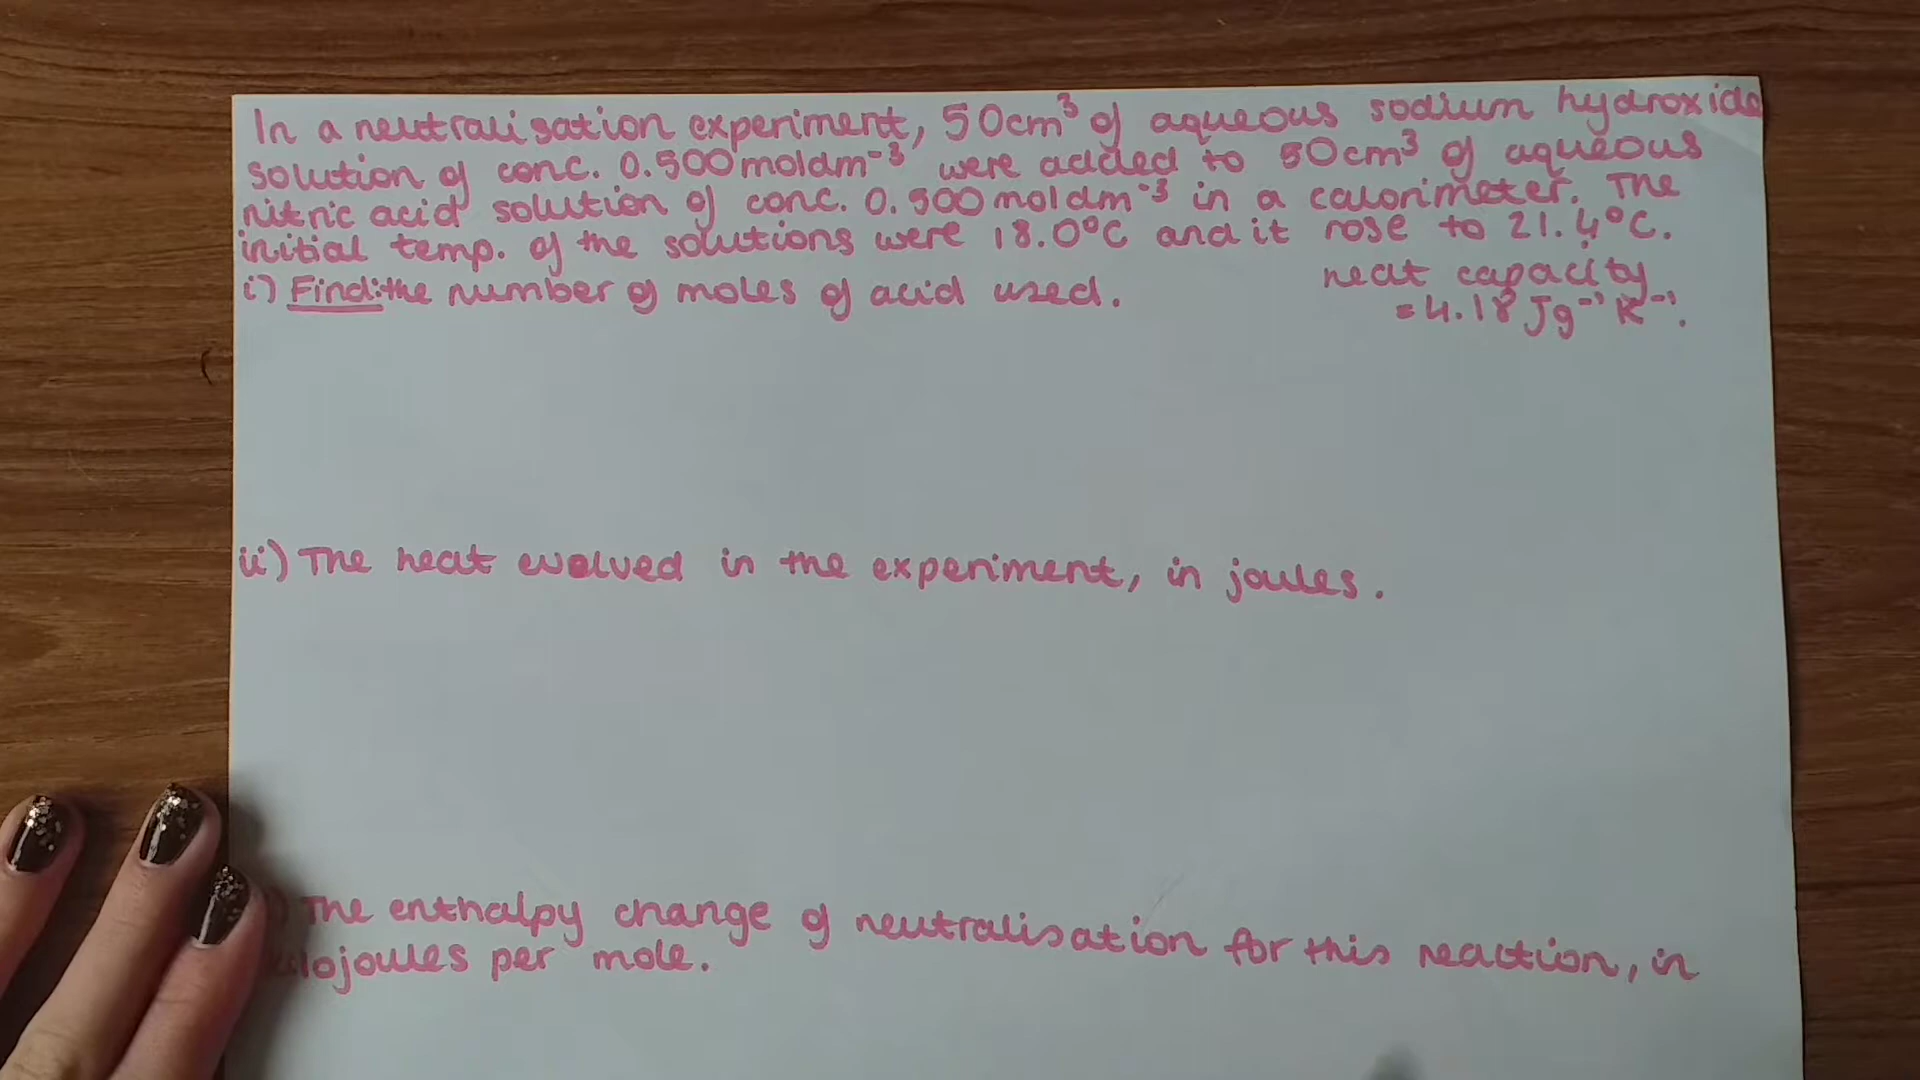 In a neutralisation experiment, 50cm³ of aqueous sodium hydroxide
solution of conc. 0.500moldm⁻³ were added to 50cm³ of aqueous
nitric acid solution of conc. 0.500moldm⁻³ in a calorimeter. The
initial temp. of the solutions were 18.0°C and it rose to 21.4°C.
i) Find: the number of moles of acid used.
heat capacity
= 4.18 Jg⁻¹ K⁻¹.
ii) The heat evolved in the experiment, in joules.
) The enthalpy change of neutralisation for this reaction, in
lojoules per mole.